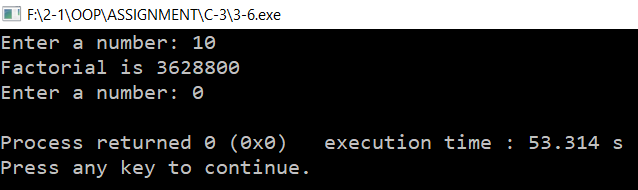 F:\2-1\OOP\ASSIGNMENT\C-3\3-6.exe
Enter a number: 10
Factorial is 3628800
Enter a number: 0
Process returned 0 (0x0)   execution time : 53.314 s
Press any key to continue.